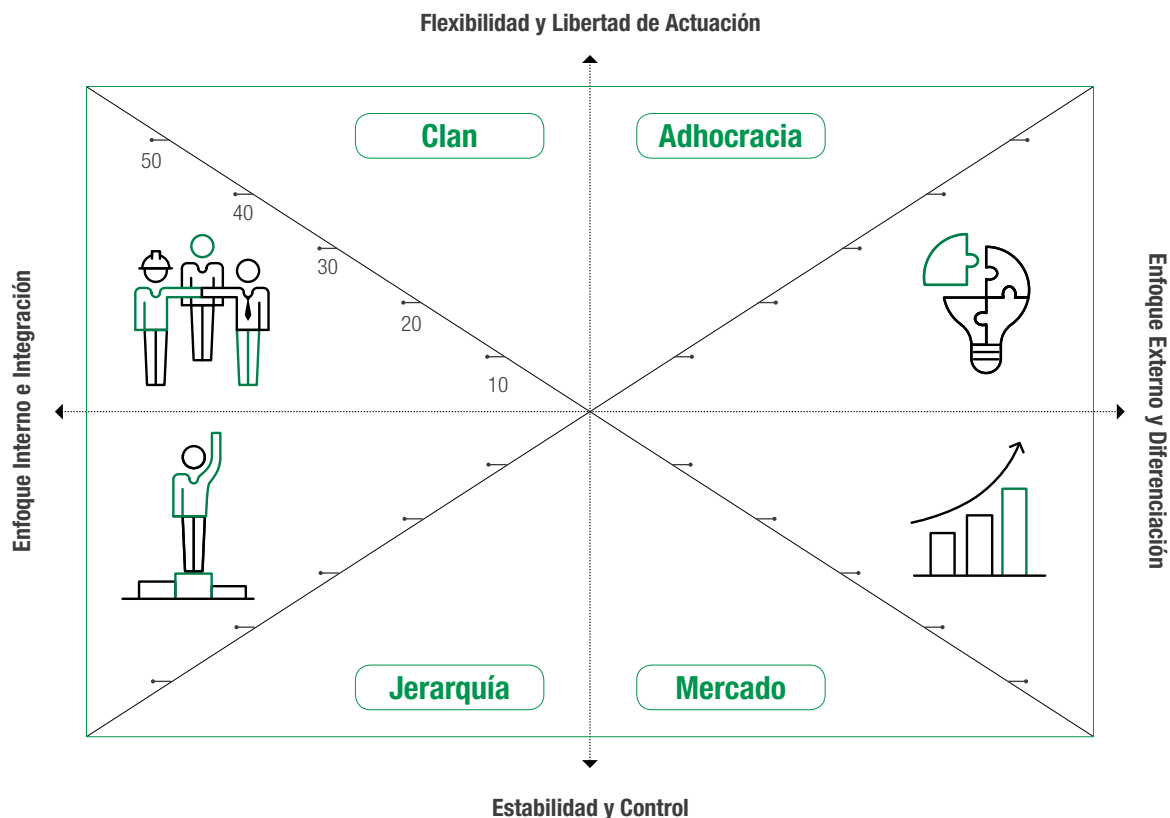 Flexibilidad y Libertad de Actuación
Clan
Adhocracia
50
40
30
20
10
Enfoque Interno e Integración
Enfoque Externo y Diferenciación
Jerarquía
Mercado
Estabilidad y Control